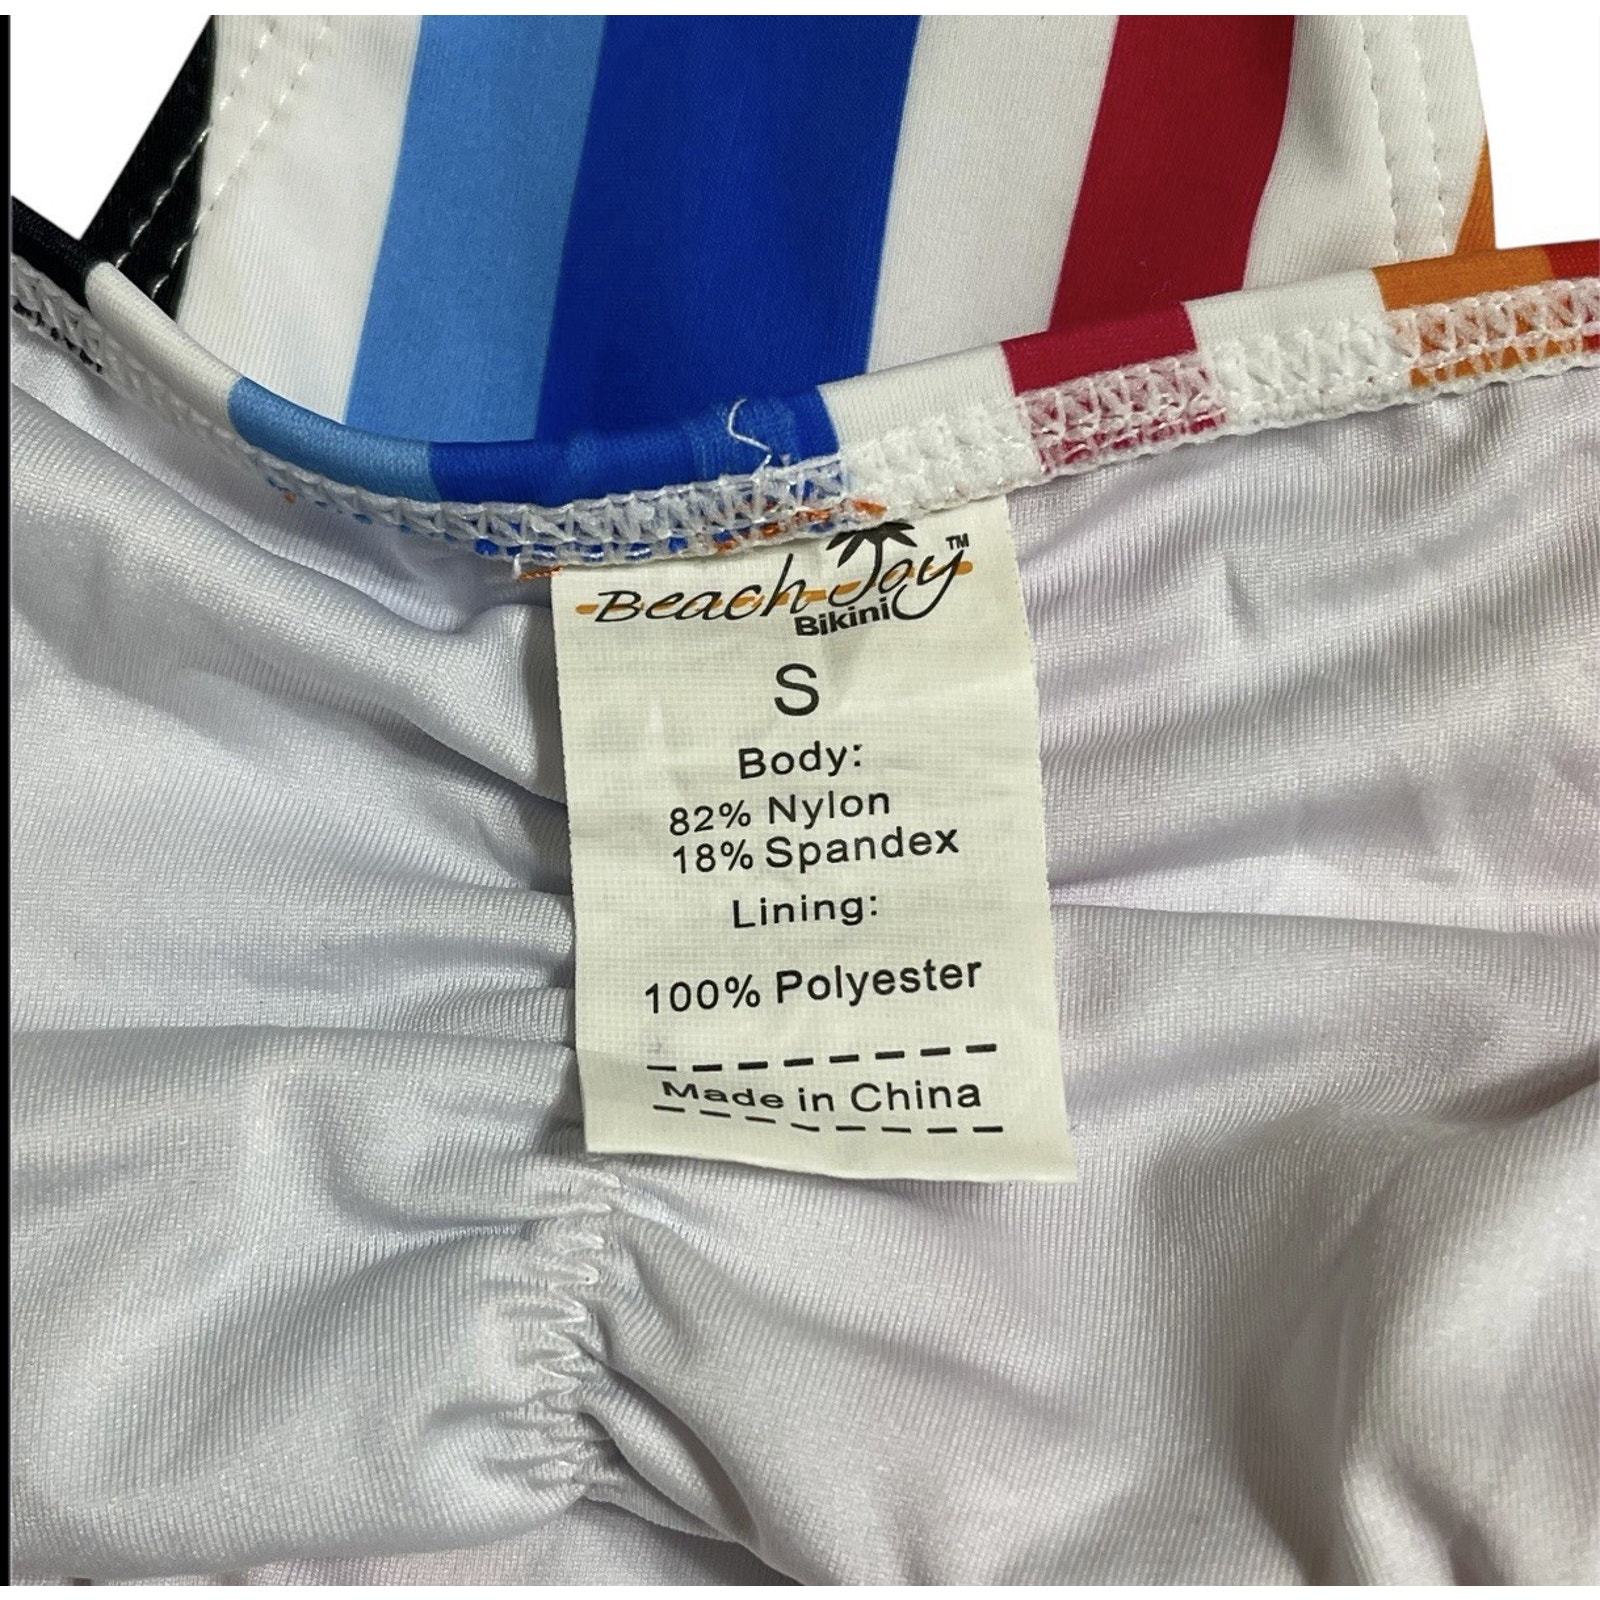 Beach Joy™
Bikini
S
Body:
82% Nylon
18% Spandex
Lining:
100% Polyester
Made in China